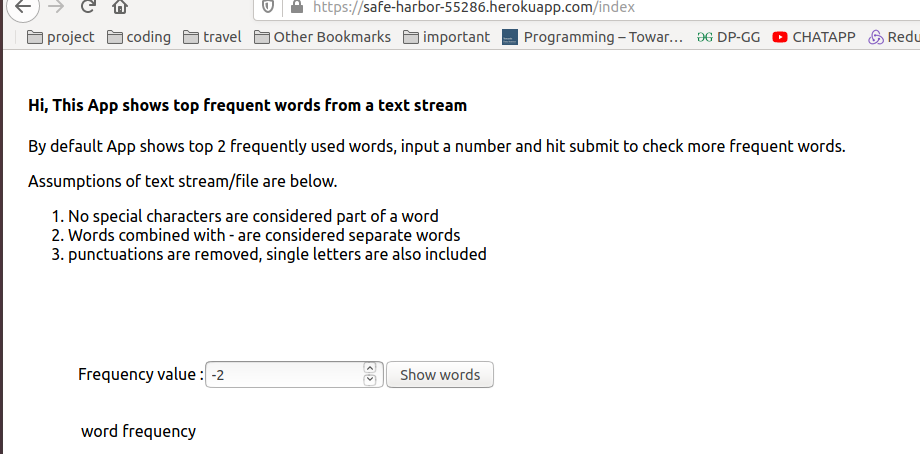 https://safe-harbor-55286.herokuapp.com/index
project coding travel Other Bookmarks important Programming – Towar… DP-GG CHATAPP Redu
Hi, This App shows top frequent words from a text stream
By default App shows top 2 frequently used words, input a number and hit submit to check more frequent words.
Assumptions of text stream/file are below.
1. No special characters are considered part of a word
2. Words combined with - are considered separate words
3. punctuations are removed, single letters are also included
Frequency value : -2 Show words
word frequency